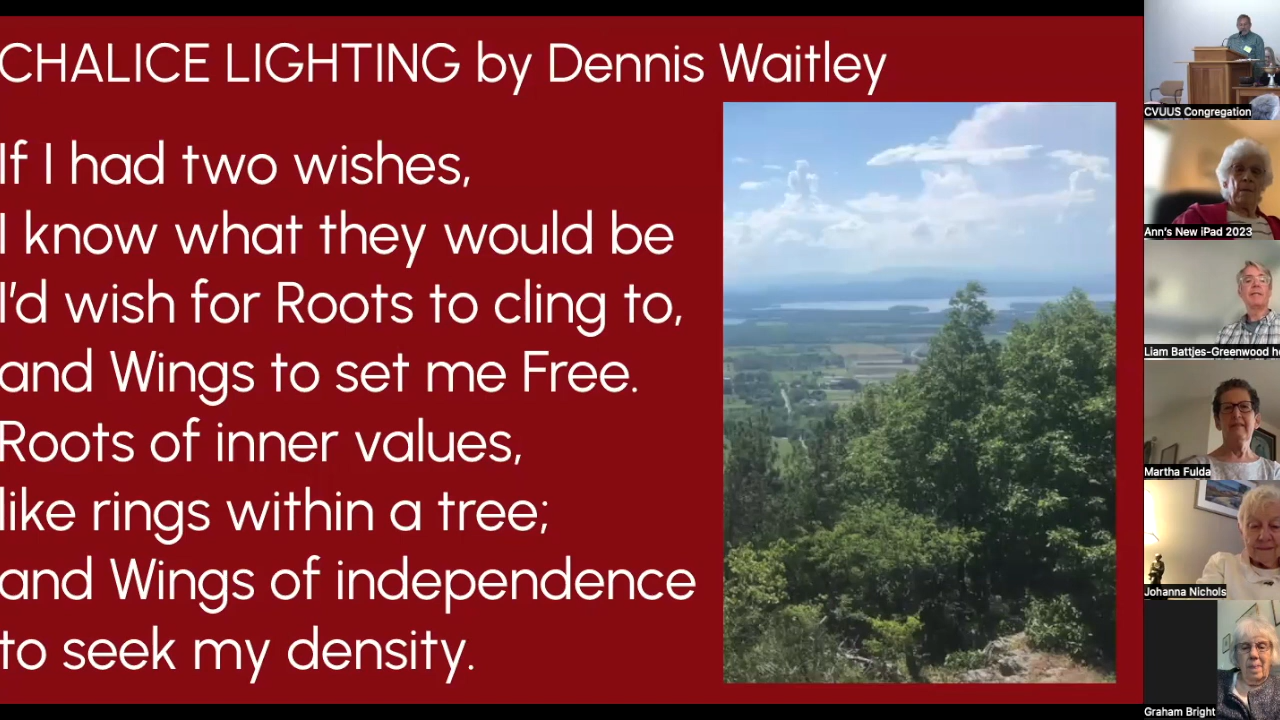 CHALICE LIGHTING by Dennis Waitley
If I had two wishes,
I know what they would be
I'd wish for Roots to cling to,
and Wings to set me Free.
Roots of inner values,
like rings within a tree;
and Wings of independence
to seek my density.
CVUUS Congregation
Ann's New iPad 2023
Liam Battjes-Greenwood he
Martha Fulda
Johanna Nichols
Graham Bright